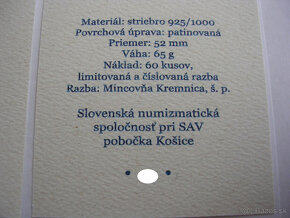 Materiál: striebro 925/1000
Povrchová úprava: patinovaná
Priemer: 52 mm
Váha: 65 g
Náklad: 60 kusov,
limitovaná a číslovaná razba
Razba: Mincovňa Kremnica, š. p.
Slovenská numizmatická
spoločnosť pri SAV
pobočka Košice